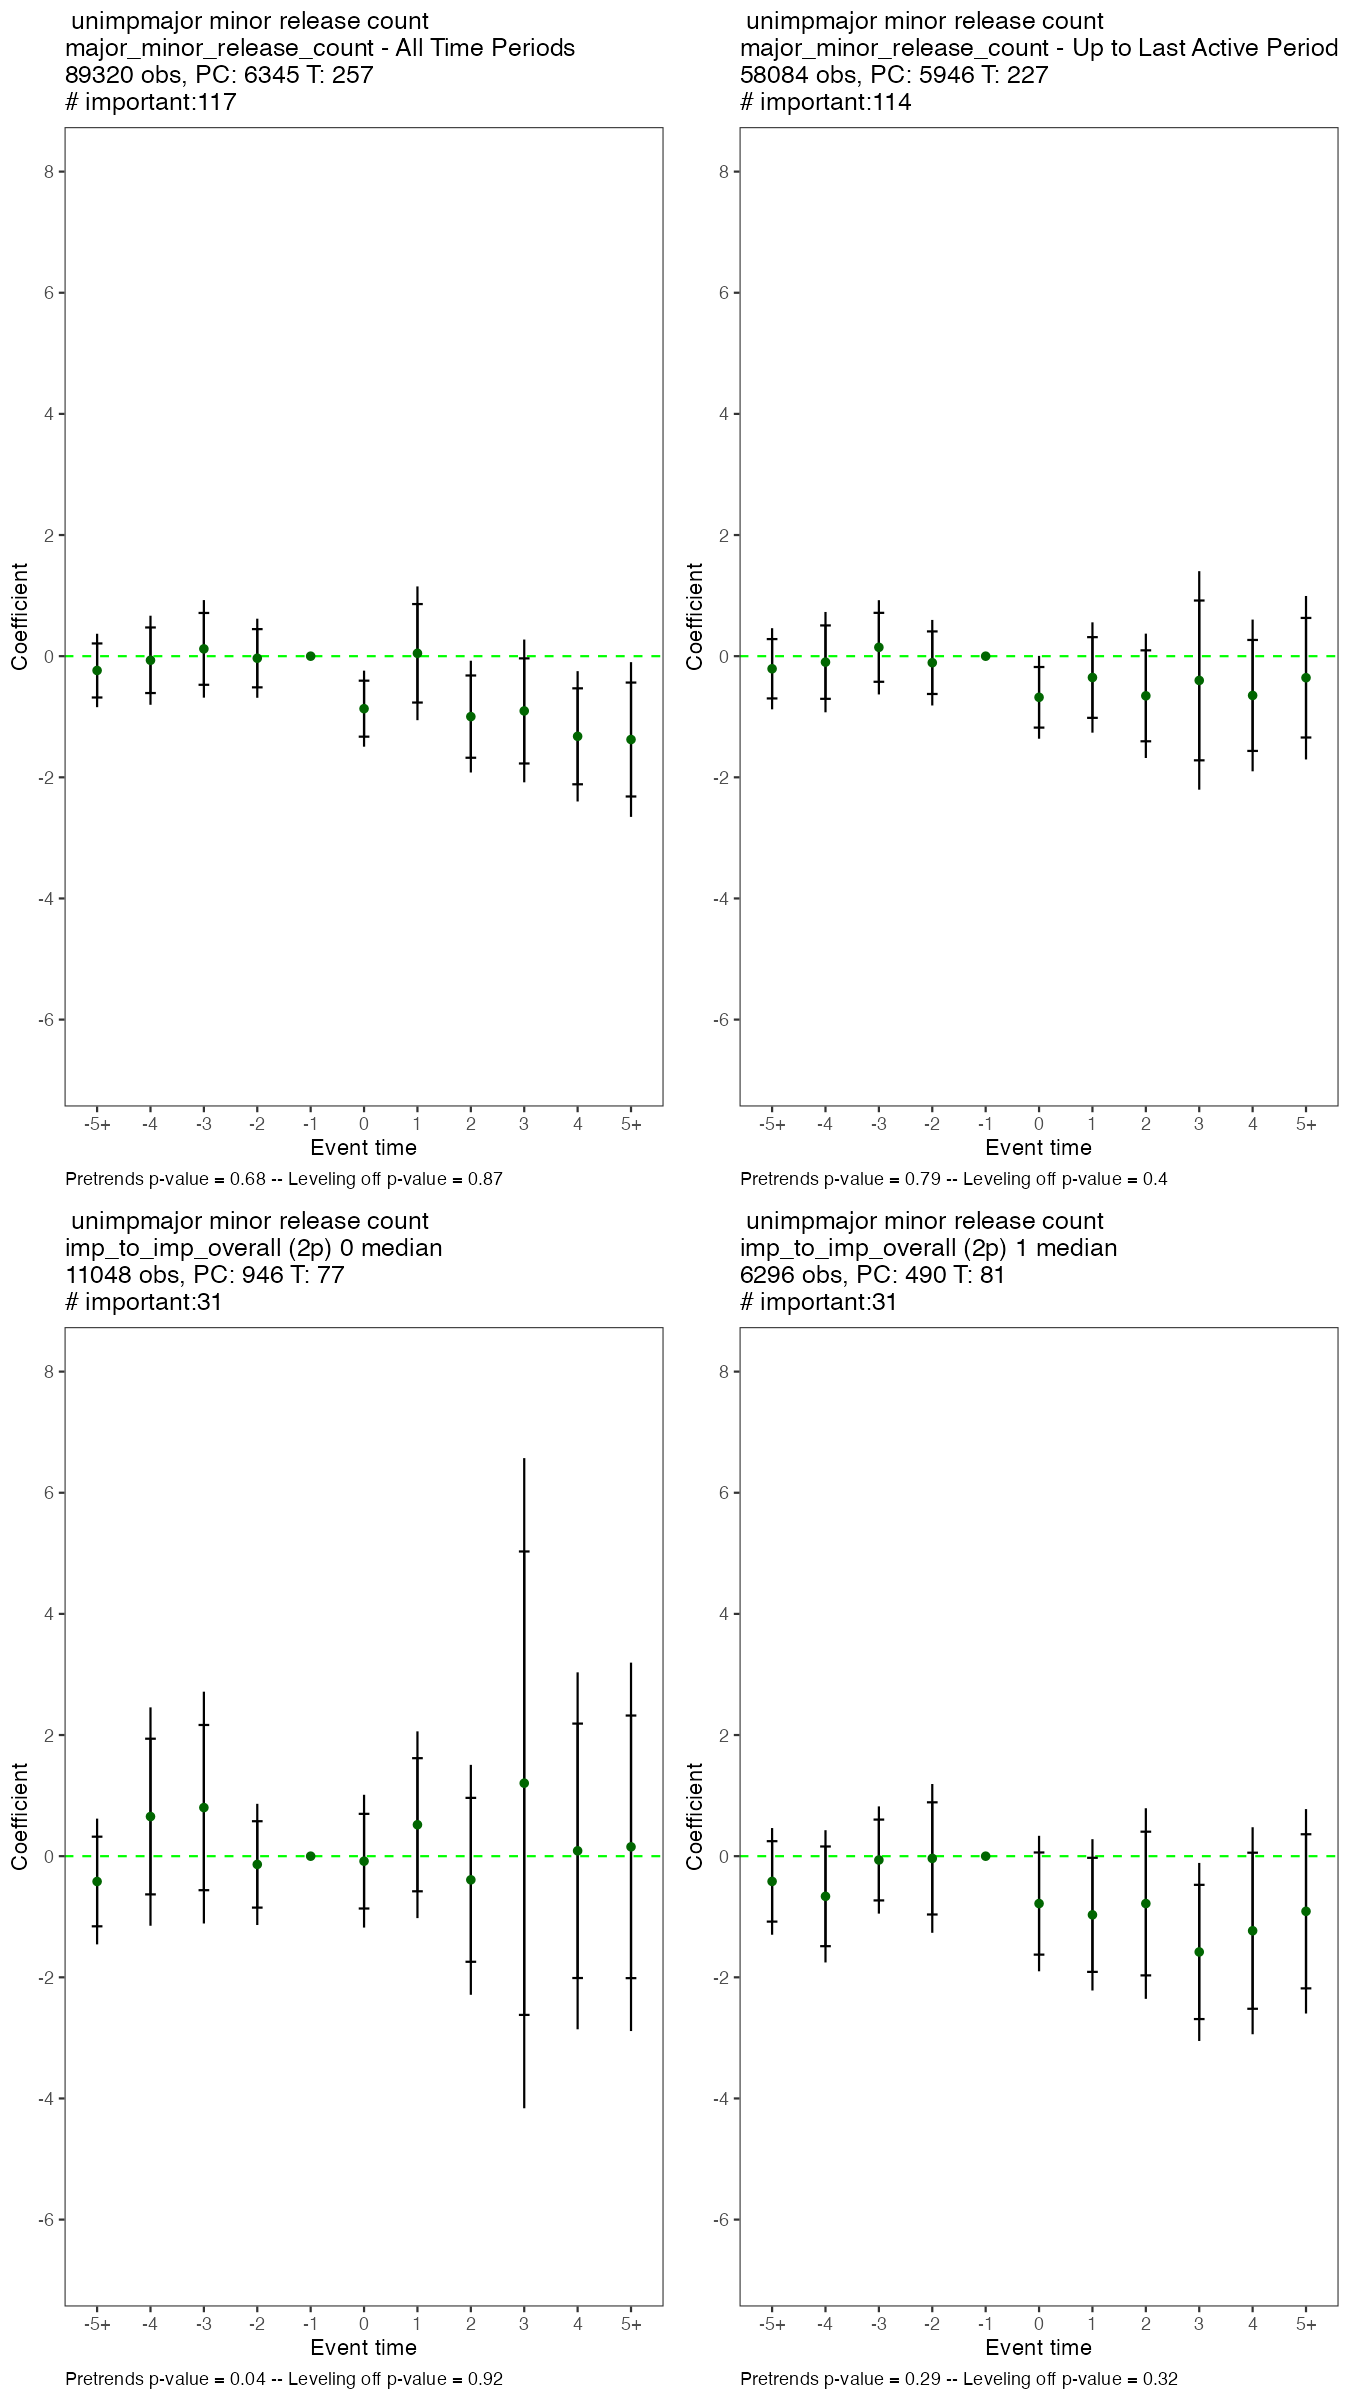 unimpmajor minor release count
major_minor_release_count - All Time Periods
89320 obs, PC: 6345 T: 257
# important:117
8
6
4
2
0
-2
-4
-6
Coefficient
-5+ -4 -3 -2 -1 0 1 2 3 4 5+
Event time
Pretrends p-value = 0.68 -- Leveling off p-value = 0.87
unimpmajor minor release count
major_minor_release_count - Up to Last Active Period
58084 obs, PC: 5946 T: 227
# important:114
8
6
4
2
0
-2
-4
-6
Coefficient
-5+ -4 -3 -2 -1 0 1 2 3 4 5+
Event time
Pretrends p-value = 0.79 -- Leveling off p-value = 0.4
unimpmajor minor release count
imp_to_imp_overall (2p) 0 median
11048 obs, PC: 946 T: 77
# important:31
8
6
4
2
0
-2
-4
-6
Coefficient
-5+ -4 -3 -2 -1 0 1 2 3 4 5+
Event time
Pretrends p-value = 0.04 -- Leveling off p-value = 0.92
unimpmajor minor release count
imp_to_imp_overall (2p) 1 median
6296 obs, PC: 490 T: 81
# important:31
8
6
4
2
0
-2
-4
-6
Coefficient
-5+ -4 -3 -2 -1 0 1 2 3 4 5+
Event time
Pretrends p-value = 0.29 -- Leveling off p-value = 0.32